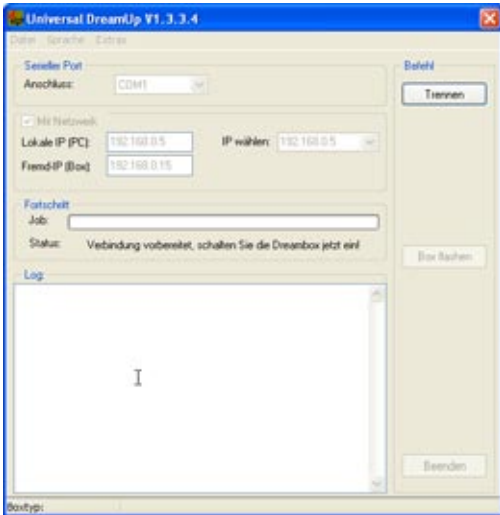 Universal DreamUp V1.3.3.4
Datei Sprache Extras
Serieller Port
Anschluss: COM1
Befehl
Trennen
Mit Netzwerk
Lokale IP (PC): 192.168.0.5 IP wählen: 192.168.0.5
Fremd-IP (Box): 192.168.0.15
Fortschritt
Job:
Status: Verbindung vorbereitet, schalten Sie die Dreambox jetzt ein!
Box flashen
Log:
Beenden
Boxtyp: